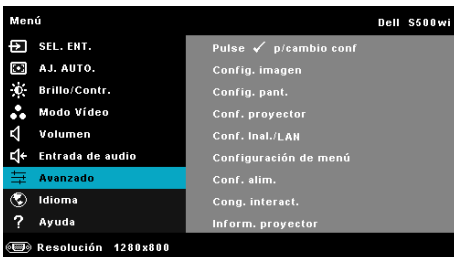 Menú
Dell S500wi
SEL. ENT.
AJ. AUTO.
Brillo/Contr.
Modo Vídeo
Volumen
Entrada de audio
Avanzado
Idioma
Ayuda
Pulse ✓ p/cambio conf
Config. imagen
Config. pant.
Conf. proyector
Conf. Inal./LAN
Configuración de menú
Conf. alim.
Cong. interact.
Inform. proyector
Resolución 1280x800